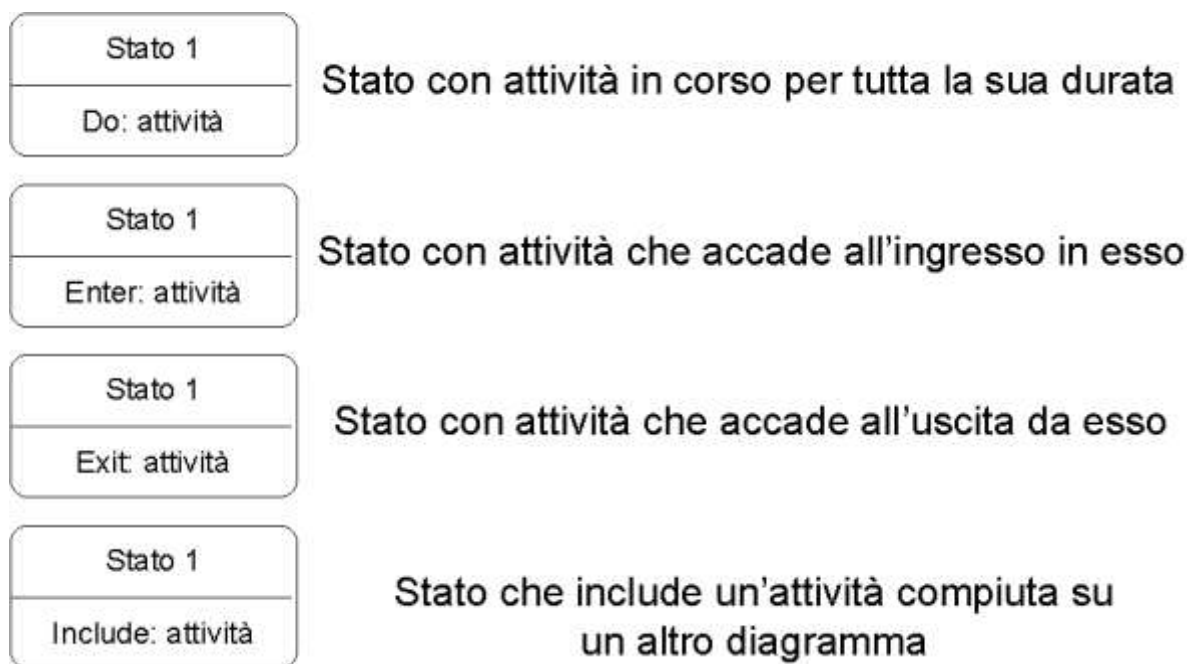 Stato 1
Do: attività
Stato con attività in corso per tutta la sua durata
Stato 1
Enter: attività
Stato con attività che accade all'ingresso in esso
Stato 1
Exit: attività
Stato con attività che accade all'uscita da esso
Stato 1
Include: attività
Stato che include un'attività compiuta su
un altro diagramma